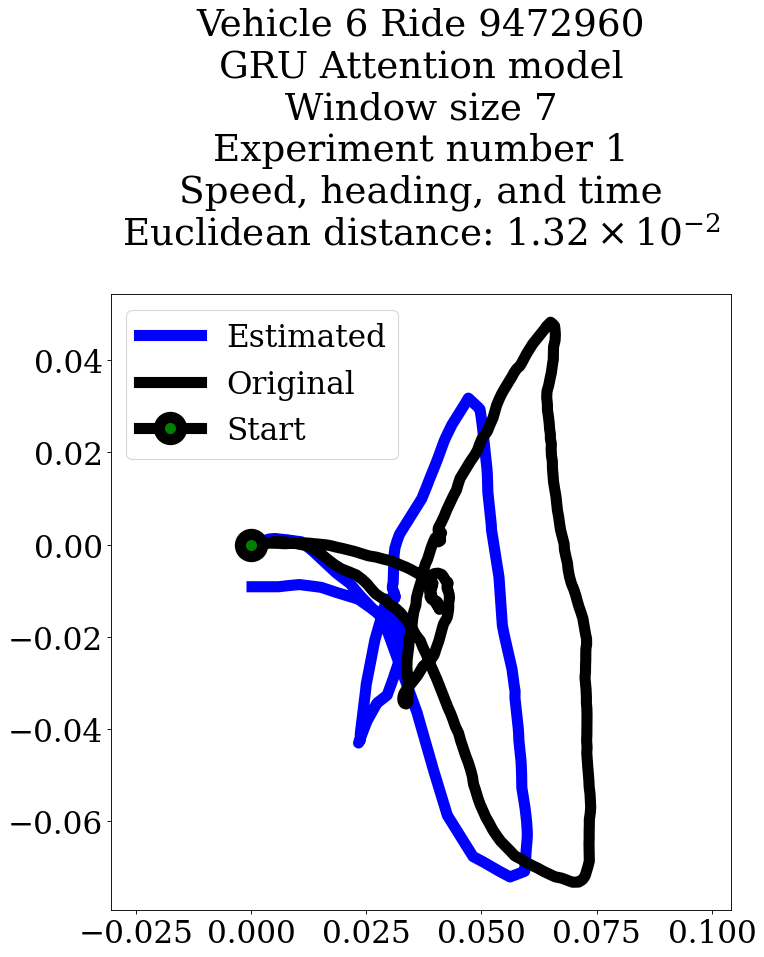 Vehicle 6 Ride 9472960
GRU Attention model
Window size 7
Experiment number 1
Speed, heading, and time
Euclidean distance: 1.32 × 10⁻²
Estimated
Original
Start
0.04
0.02
0.00
−0.02
−0.04
−0.06
−0.025 0.000 0.025 0.050 0.075 0.100